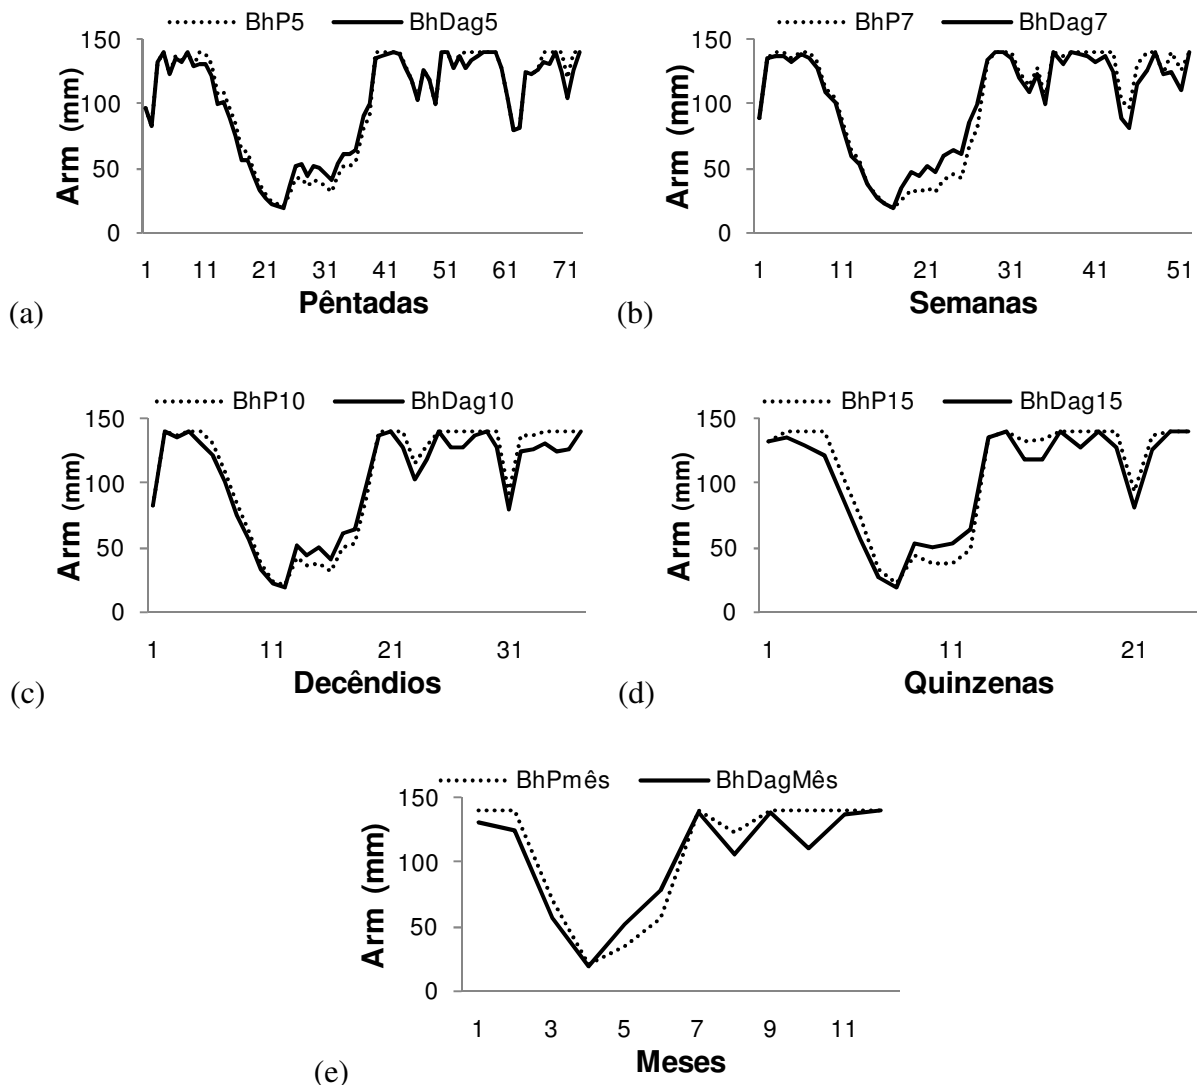 BhP5 BhDag5
150
100
50
0
Arm (mm)
1 11 21 31 41 51 61 71
Pêntadas
(a)
BhP7 BhDag7
150
100
50
0
Arm (mm)
1 11 21 31 41 51
Semanas
(b)
BhP10 BhDag10
150
100
50
0
Arm (mm)
1 11 21 31
Decêndios
(c)
BhP15 BhDag15
150
100
50
0
Arm (mm)
1 11 21
Quinzenas
(d)
BhPmês BhDagMês
150
100
50
0
Arm (mm)
1 3 5 7 9 11
Meses
(e)